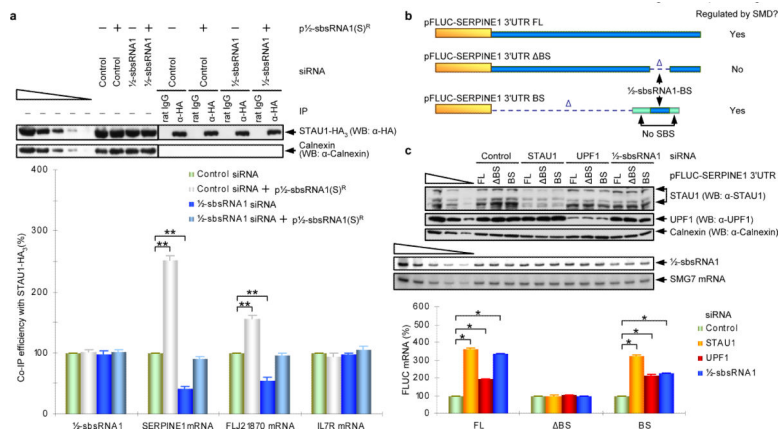 a
p½-sbsRNA1(S)R
− + − + − + − +
siRNA
Control
Control
½-sbsRNA1
½-sbsRNA1
Control
Control
½-sbsRNA1
½-sbsRNA1
IP
− − − − − − − − −
rat IgG
α-HA
rat IgG
α-HA
rat IgG
α-HA
rat IgG
α-HA
STAU1-HA3 (WB: α-HA)
Calnexin
(WB: α-Calnexin)
Control siRNA
Control siRNA + p½-sbsRNA1(S)R
½-sbsRNA1 siRNA
½-sbsRNA1 siRNA + p½-sbsRNA1(S)R
Co-IP efficiency with STAU1-HA3(%)
400
300
200
100
0
**
**
**
**
½-sbsRNA1
SERPINE1 mRNA
FLJ21870 mRNA
IL7R mRNA
b
Regulated by SMD?
pFLUC-SERPINE1 3'UTR FL
Yes
pFLUC-SERPINE1 3'UTR ΔBS
Δ
No
½-sbsRNA1-BS
pFLUC-SERPINE1 3'UTR BS
Δ
Yes
No SBS
c
Control STAU1 UPF1 ½-sbsRNA1 siRNA
FL ΔBS BS FL ΔBS BS FL ΔBS BS FL ΔBS BS pFLUC-SERPINE1 3'UTR
STAU1 (WB: α-STAU1)
UPF1 (WB: α-UPF1)
Calnexin (WB: α-Calnexin)
½-sbsRNA1
SMG7 mRNA
FLUC mRNA (%)
400
300
200
100
0
*
*
*
*
*
*
siRNA
Control
STAU1
UPF1
½-sbsRNA1
FL
ΔBS
BS